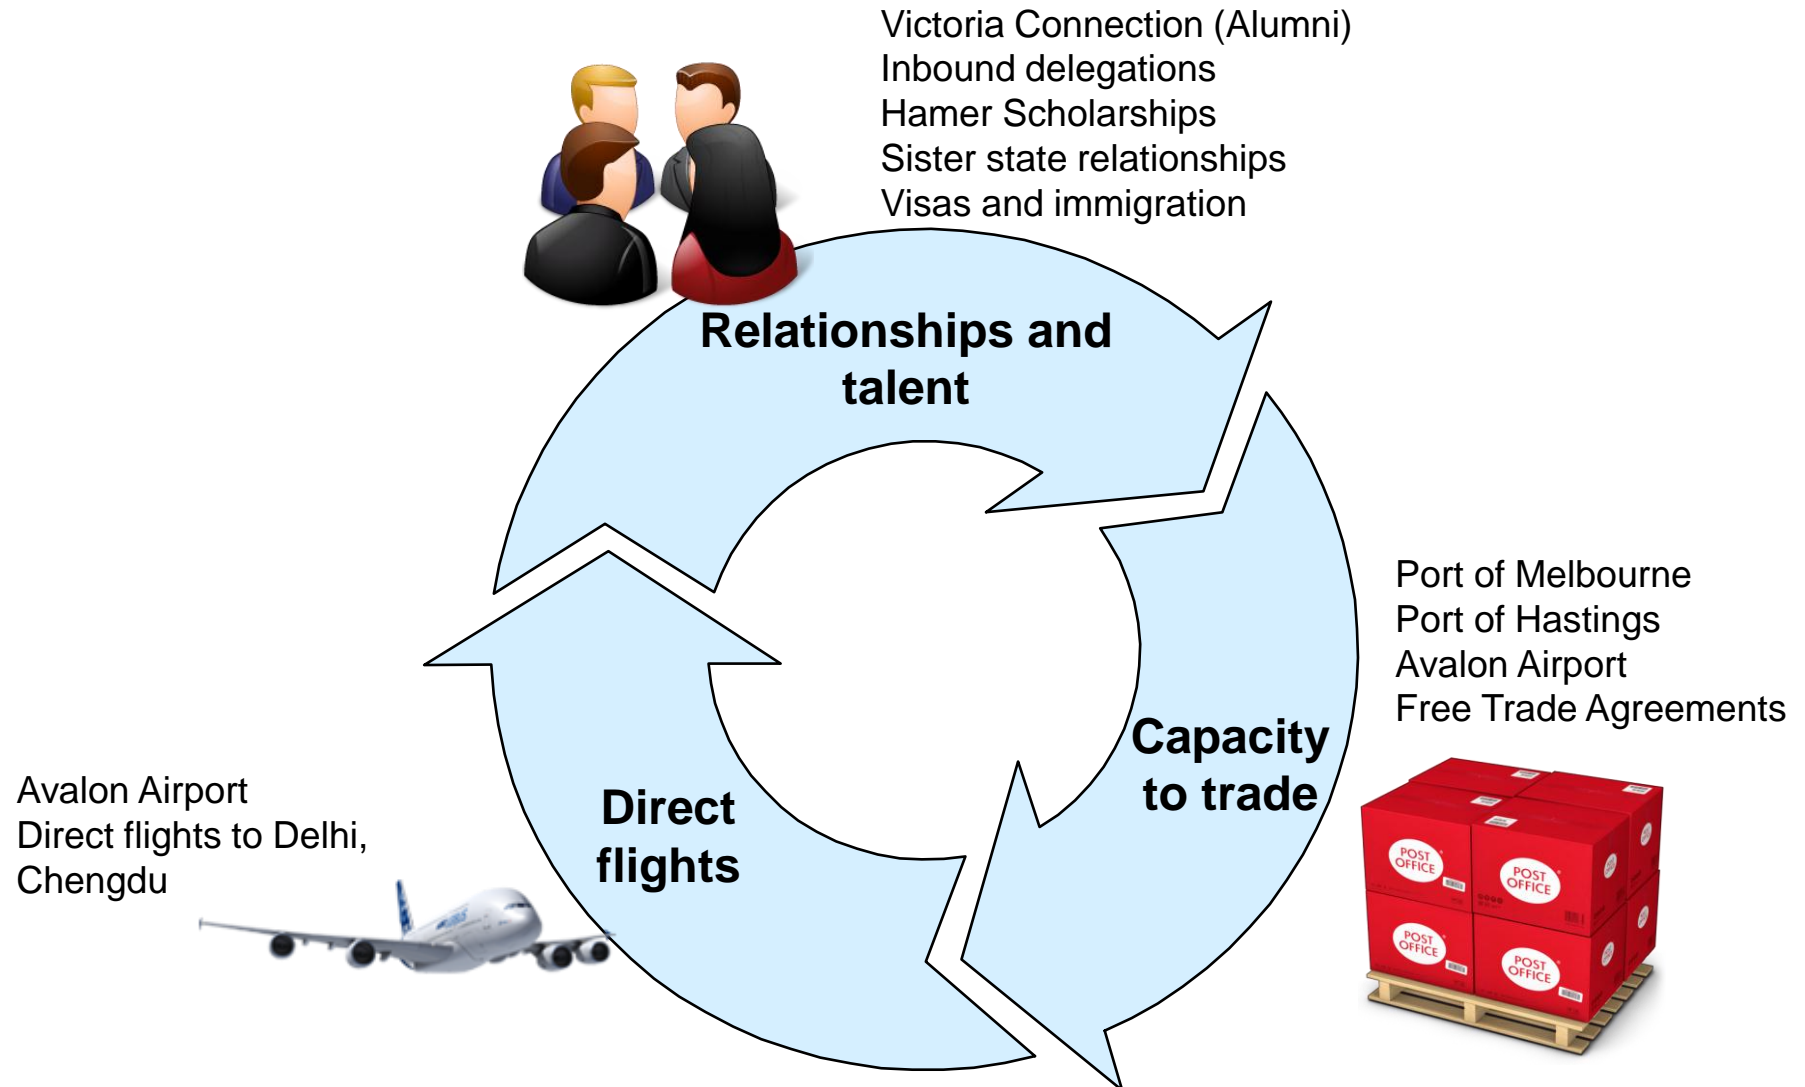 Victoria Connection (Alumni)
Inbound delegations
Hamer Scholarships
Sister state relationships
Visas and immigration
Relationships and
talent
Port of Melbourne
Port of Hastings
Avalon Airport
Free Trade Agreements
Capacity
to trade
Avalon Airport
Direct flights to Delhi,
Chengdu
Direct
flights
POST
OFFICE
POST
OFFICE
POST
OFFICE
POST
OFFICE